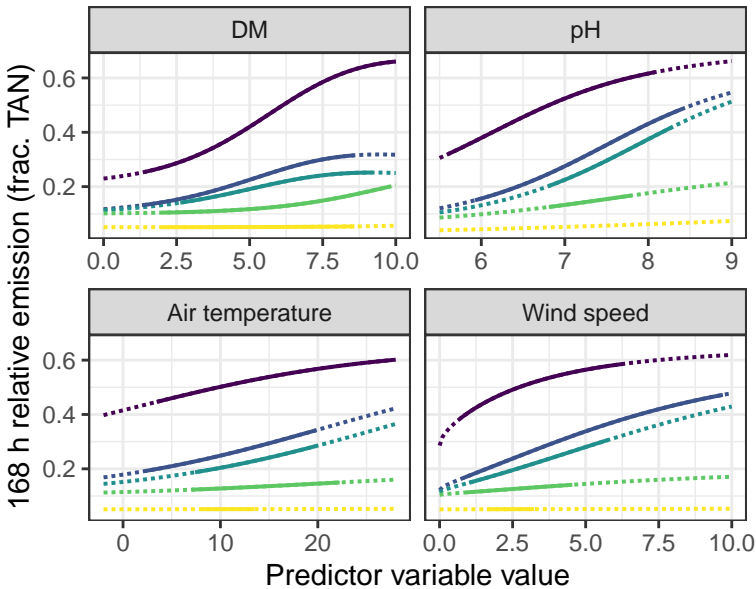 168 h relative emission (frac. TAN)
DM
pH
0.6
0.4
0.2
0.0 2.5 5.0 7.5 10.0
6 7 8 9
Air temperature
Wind speed
0.6
0.4
0.2
0 10 20
0.0 2.5 5.0 7.5 10.0
Predictor variable value